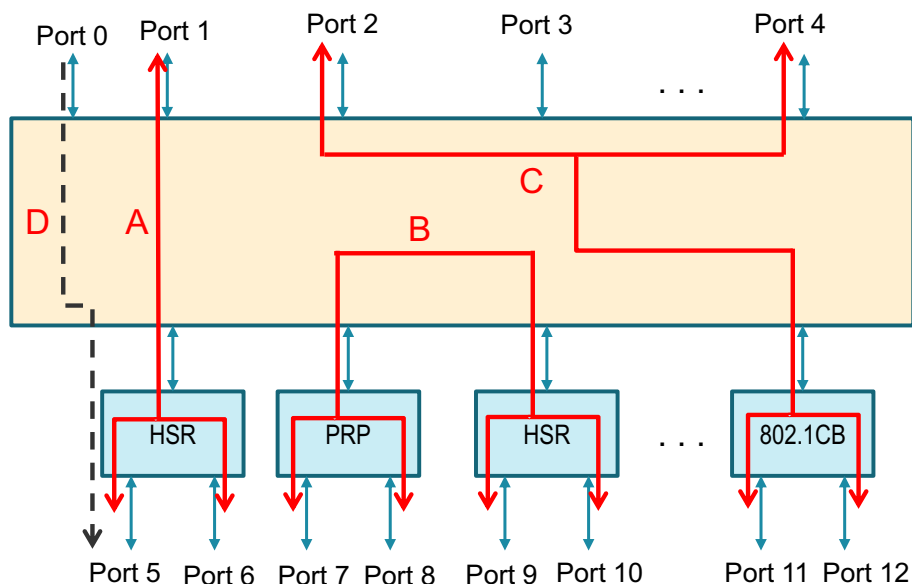 Port 0 Port 1 Port 2 Port 3 Port 4
. . .
C
D A B
HSR PRP HSR . . . 802.1CB
Port 5 Port 6 Port 7 Port 8 Port 9 Port 10 Port 11 Port 12